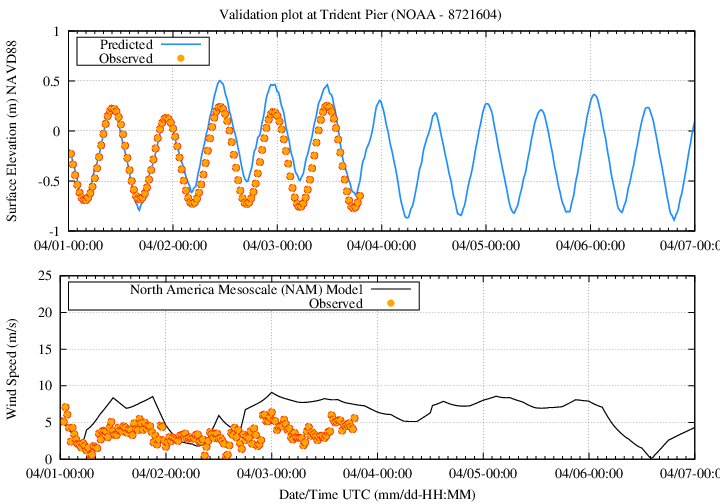 Validation plot at Trident Pier (NOAA - 8721604)
Surface Elevation (m) NAVD88
1
0.5
0
-0.5
-1
Predicted
Observed
04/01-00:00 04/02-00:00 04/03-00:00 04/04-00:00 04/05-00:00 04/06-00:00 04/07-00:00
Wind Speed (m/s)
25
20
15
10
5
0
North America Mesoscale (NAM) Model
Observed
04/01-00:00 04/02-00:00 04/03-00:00 04/04-00:00 04/05-00:00 04/06-00:00 04/07-00:00
Date/Time UTC (mm/dd-HH:MM)